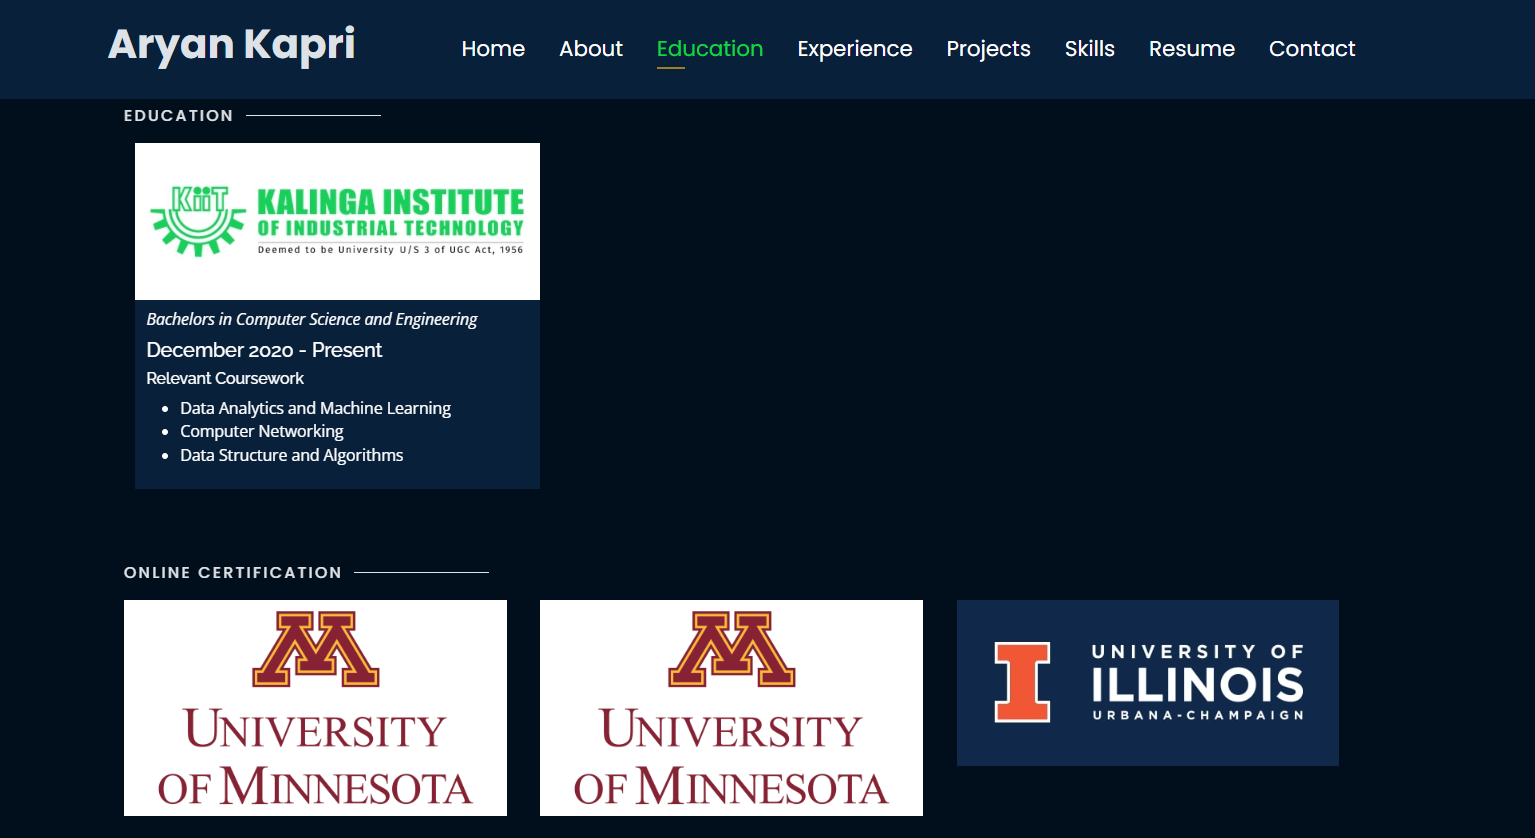 Aryan Kapri
Home About Education Experience Projects Skills Resume Contact
EDUCATION
KiiT
KALINGA INSTITUTE
OF INDUSTRIAL TECHNOLOGY
Deemed to be University U/S 3 of UGC Act, 1956
Bachelors in Computer Science and Engineering
December 2020 - Present
Relevant Coursework
Data Analytics and Machine Learning
Computer Networking
Data Structure and Algorithms
ONLINE CERTIFICATION
M
UNIVERSITY
OF MINNESOTA
M
UNIVERSITY
OF MINNESOTA
I
UNIVERSITY OF
ILLINOIS
URBANA-CHAMPAIGN